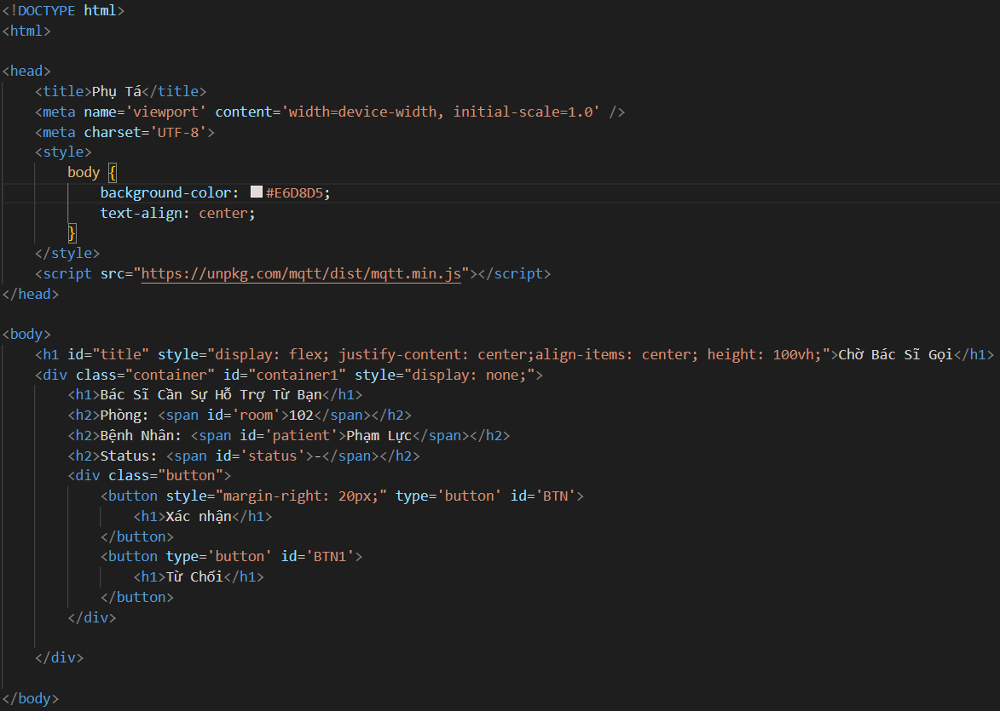 <!DOCTYPE html>
<html>
<head>
<title>Phụ Tá</title>
<meta name='viewport' content='width=device-width, initial-scale=1.0' />
<meta charset='UTF-8'>
<style>
body {
background-color: #E6D8D5;
text-align: center;
}
</style>
<script src="https://unpkg.com/mqtt/dist/mqtt.min.js"></script>
</head>
<body>
<h1 id="title" style="display: flex; justify-content: center;align-items: center; height: 100vh;">Chờ Bác Sĩ Gọi</h1>
<div class="container" id="container1" style="display: none;">
<h1>Bác Sĩ Cần Sự Hỗ Trợ Từ Bạn</h1>
<h2>Phòng: <span id='room'>102</span></h2>
<h2>Bệnh Nhân: <span id='patient'>Phạm Lực</span></h2>
<h2>Status: <span id='status'>-</span></h2>
<div class="button">
<button style="margin-right: 20px;" type='button' id='BTN'>
<h1>Xác nhận</h1>
</button>
<button type='button' id='BTN1'>
<h1>Từ Chối</h1>
</button>
</div>
</div>
</body>